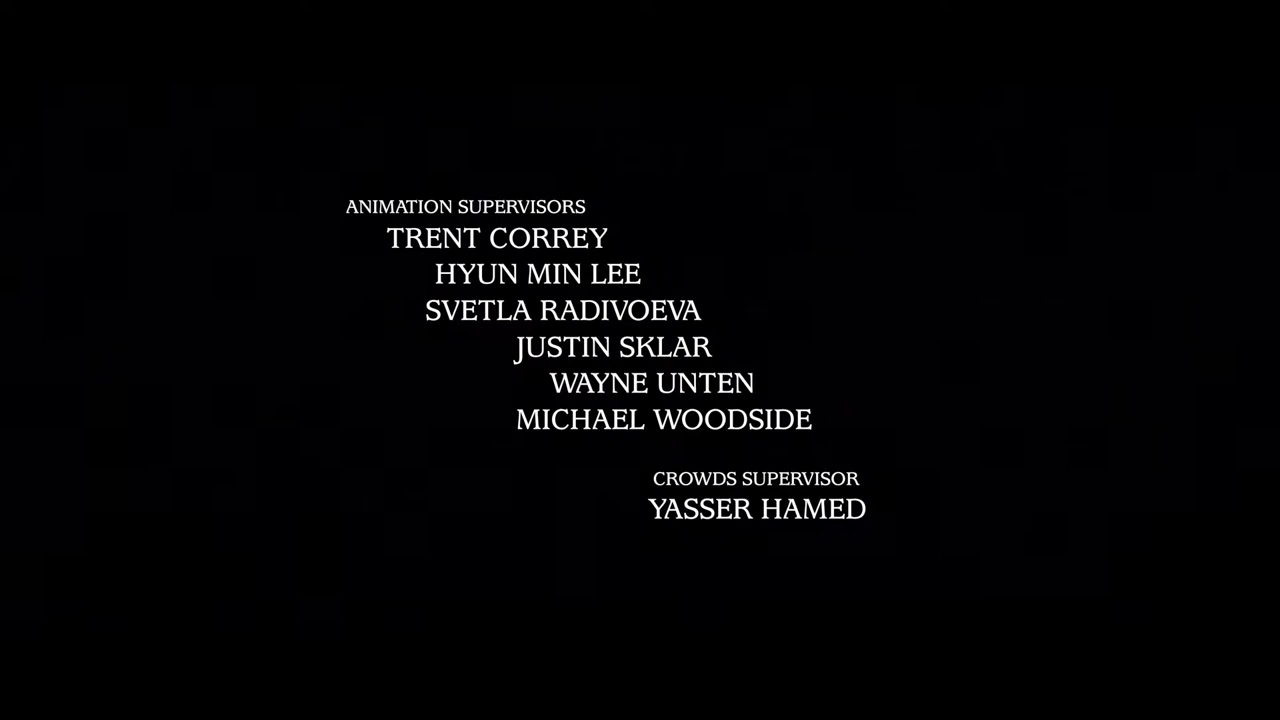 ANIMATION SUPERVISORS
TRENT CORREY
HYUN MIN LEE
SVETLA RADIVOEVA
JUSTIN SKLAR
WAYNE UNTEN
MICHAEL WOODSIDE
CROWDS SUPERVISOR
YASSER HAMED